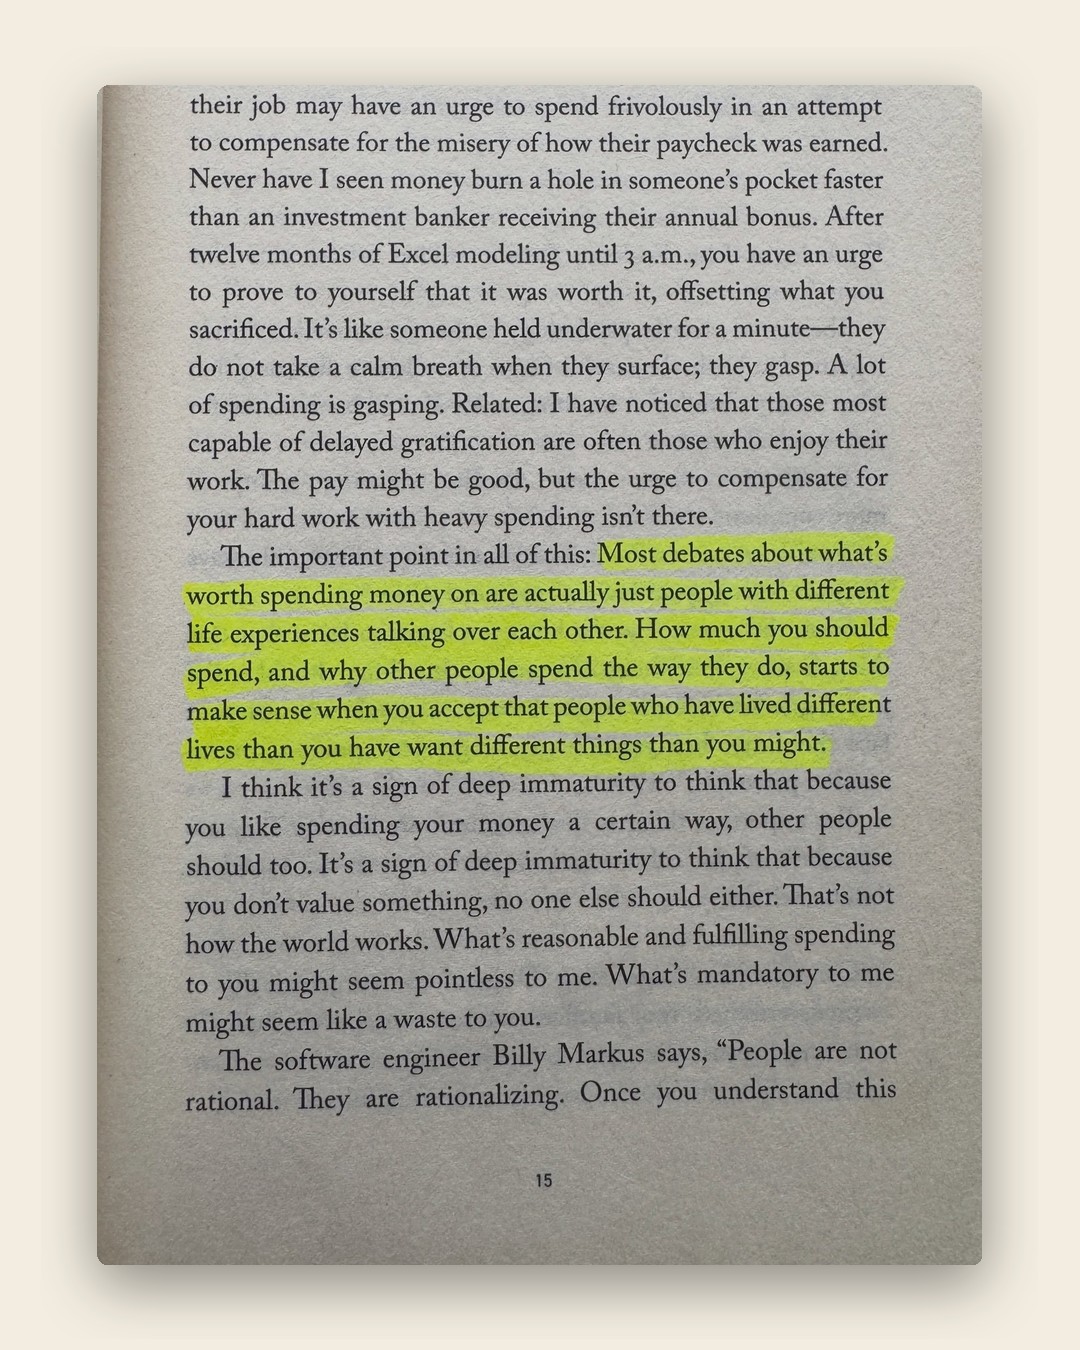 their job may have an urge to spend frivolously in an attempt
to compensate for the misery of how their paycheck was earned.
Never have I seen money burn a hole in someone’s pocket faster
than an investment banker receiving their annual bonus. After
twelve months of Excel modeling until 3 a.m., you have an urge
to prove to yourself that it was worth it, offsetting what you
sacrificed. It’s like someone held underwater for a minute—they
do not take a calm breath when they surface; they gasp. A lot
of spending is gasping. Related: I have noticed that those most
capable of delayed gratification are often those who enjoy their
work. The pay might be good, but the urge to compensate for
your hard work with heavy spending isn’t there.
The important point in all of this: Most debates about what’s
worth spending money on are actually just people with different
life experiences talking over each other. How much you should
spend, and why other people spend the way they do, starts to
make sense when you accept that people who have lived different
lives than you have want different things than you might.
I think it’s a sign of deep immaturity to think that because
you like spending your money a certain way, other people
should too. It’s a sign of deep immaturity to think that because
you don’t value something, no one else should either. That’s not
how the world works. What’s reasonable and fulfilling spending
to you might seem pointless to me. What’s mandatory to me
might seem like a waste to you.
The software engineer Billy Markus says, “People are not
rational. They are rationalizing. Once you understand this
15